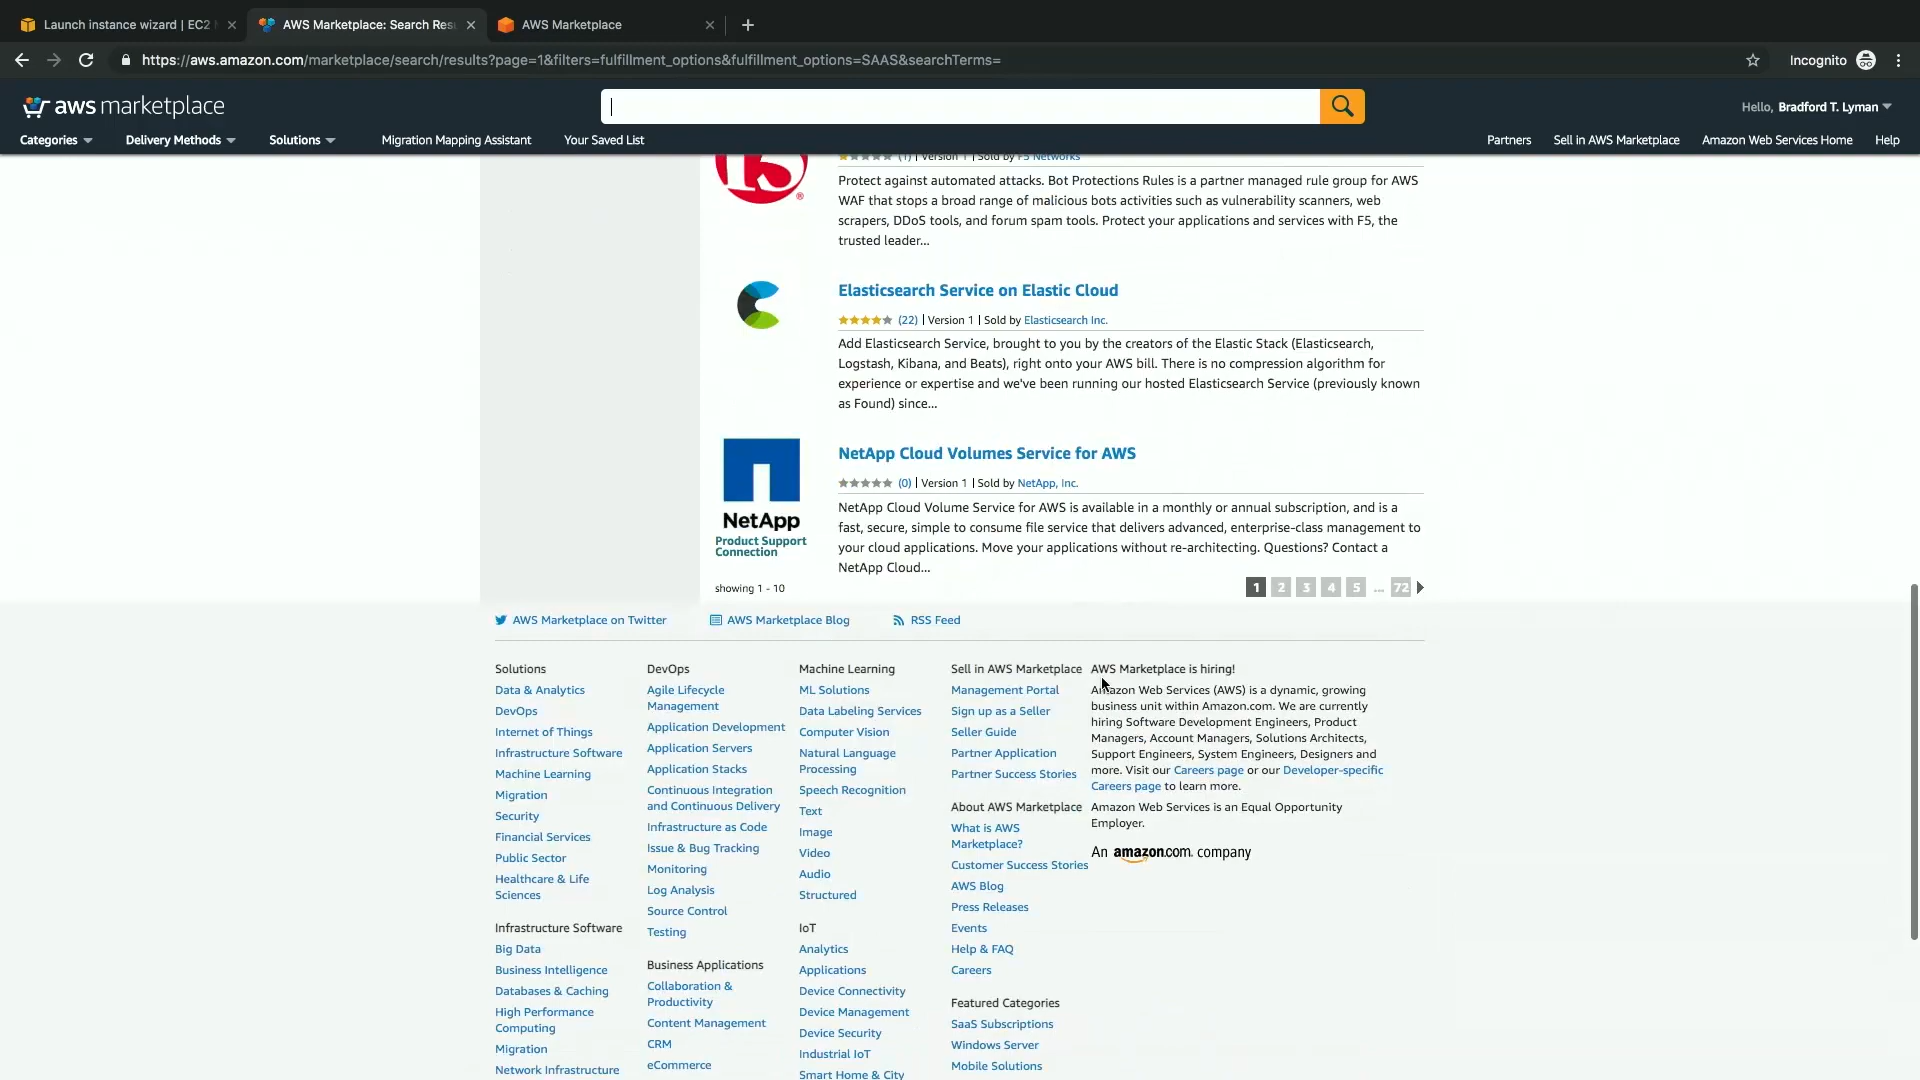 Launch instance wizard | EC2
AWS Marketplace: Search Res
AWS Marketplace
https://aws.amazon.com/marketplace/search/results?page=1&filters=fulfillment_options&fulfillment_options=SAAS&searchTerms=
Incognito
aws marketplace
Hello, Bradford T. Lyman
Categories
Delivery Methods
Solutions
Migration Mapping Assistant
Your Saved List
Partners
Sell in AWS Marketplace
Amazon Web Services Home
Help
(1) | Version 1 | Sold by F5 Networks
Protect against automated attacks. Bot Protections Rules is a partner managed rule group for AWS
WAF that stops a broad range of malicious bots activities such as vulnerability scanners, web
scrapers, DDoS tools, and forum spam tools. Protect your applications and services with F5, the
trusted leader...
Elasticsearch Service on Elastic Cloud
(22) | Version 1 | Sold by Elasticsearch Inc.
Add Elasticsearch Service, brought to you by the creators of the Elastic Stack (Elasticsearch,
Logstash, Kibana, and Beats), right onto your AWS bill. There is no compression algorithm for
experience or expertise and we've been running our hosted Elasticsearch Service (previously known
as Found) since...
NetApp
Product Support
Connection
NetApp Cloud Volumes Service for AWS
(0) | Version 1 | Sold by NetApp, Inc.
NetApp Cloud Volume Service for AWS is available in a monthly or annual subscription, and is a
fast, secure, simple to consume file service that delivers advanced, enterprise-class management to
your cloud applications. Move your applications without re-architecting. Questions? Contact a
NetApp Cloud...
showing 1 - 10
1 2 3 4 5 ... 72
AWS Marketplace on Twitter
AWS Marketplace Blog
RSS Feed
Solutions
Data & Analytics
DevOps
Internet of Things
Infrastructure Software
Machine Learning
Migration
Security
Financial Services
Public Sector
Healthcare & Life
Sciences
Infrastructure Software
Big Data
Business Intelligence
Databases & Caching
High Performance
Computing
Migration
Network Infrastructure
DevOps
Agile Lifecycle
Management
Application Development
Application Servers
Application Stacks
Continuous Integration
and Continuous Delivery
Infrastructure as Code
Issue & Bug Tracking
Monitoring
Log Analysis
Source Control
Testing
Business Applications
Collaboration &
Productivity
Content Management
CRM
eCommerce
Machine Learning
ML Solutions
Data Labeling Services
Computer Vision
Natural Language
Processing
Speech Recognition
Text
Image
Video
Audio
Structured
IoT
Analytics
Applications
Device Connectivity
Device Management
Device Security
Industrial IoT
Smart Home & City
Sell in AWS Marketplace
Management Portal
Sign up as a Seller
Seller Guide
Partner Application
Partner Success Stories
About AWS Marketplace
What is AWS
Marketplace?
Customer Success Stories
AWS Blog
Press Releases
Events
Help & FAQ
Careers
Featured Categories
SaaS Subscriptions
Windows Server
Mobile Solutions
AWS Marketplace is hiring!
Amazon Web Services (AWS) is a dynamic, growing
business unit within Amazon.com. We are currently
hiring Software Development Engineers, Product
Managers, Account Managers, Solutions Architects,
Support Engineers, System Engineers, Designers and
more. Visit our Careers page or our Developer-specific
Careers page to learn more.
Amazon Web Services is an Equal Opportunity
Employer.
An amazon.com company